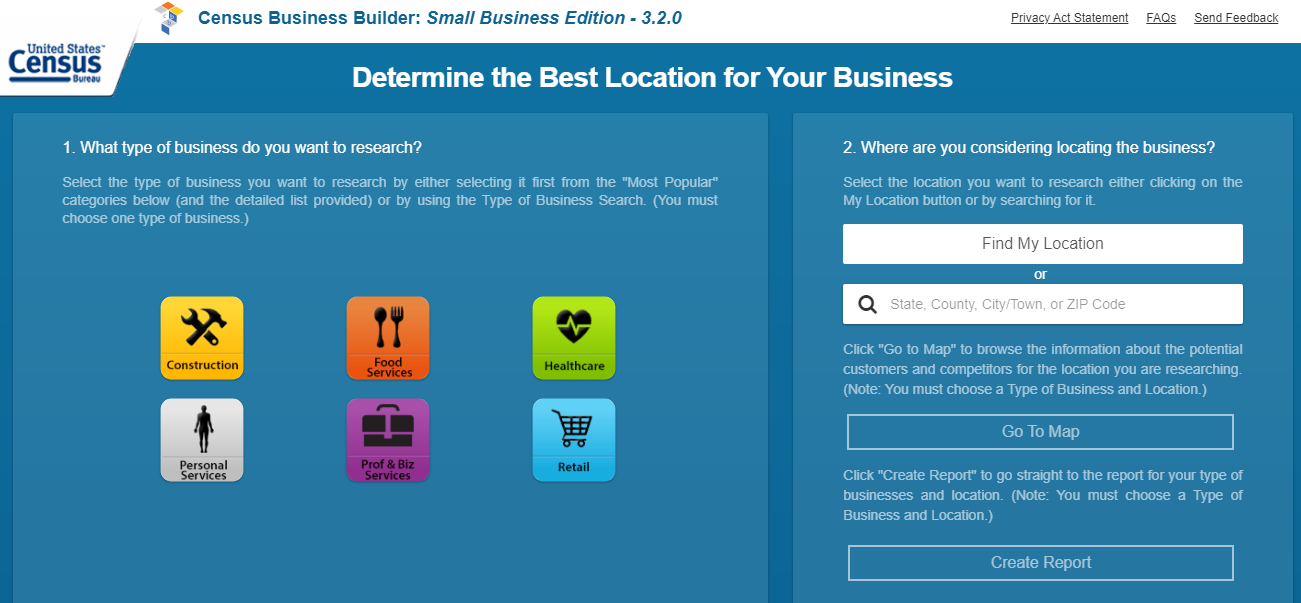 Census Business Builder: Small Business Edition - 3.2.0
Privacy Act Statement FAQs Send Feedback
United States™
Census
Bureau
Determine the Best Location for Your Business
1. What type of business do you want to research?
Select the type of business you want to research by either selecting it first from the "Most Popular"
categories below (and the detailed list provided) or by using the Type of Business Search. (You must
choose one type of business.)
Construction
Food
Services
Healthcare
Personal
Services
Prof & Biz
Services
Retail
2. Where are you considering locating the business?
Select the location you want to research either clicking on the
My Location button or by searching for it.
Find My Location
or
State, County, City/Town, or ZIP Code
Click "Go to Map" to browse the information about the potential
customers and competitors for the location you are researching.
(Note: You must choose a Type of Business and Location.)
Go To Map
Click "Create Report" to go straight to the report for your type of
businesses and location. (Note: You must choose a Type of
Business and Location.)
Create Report